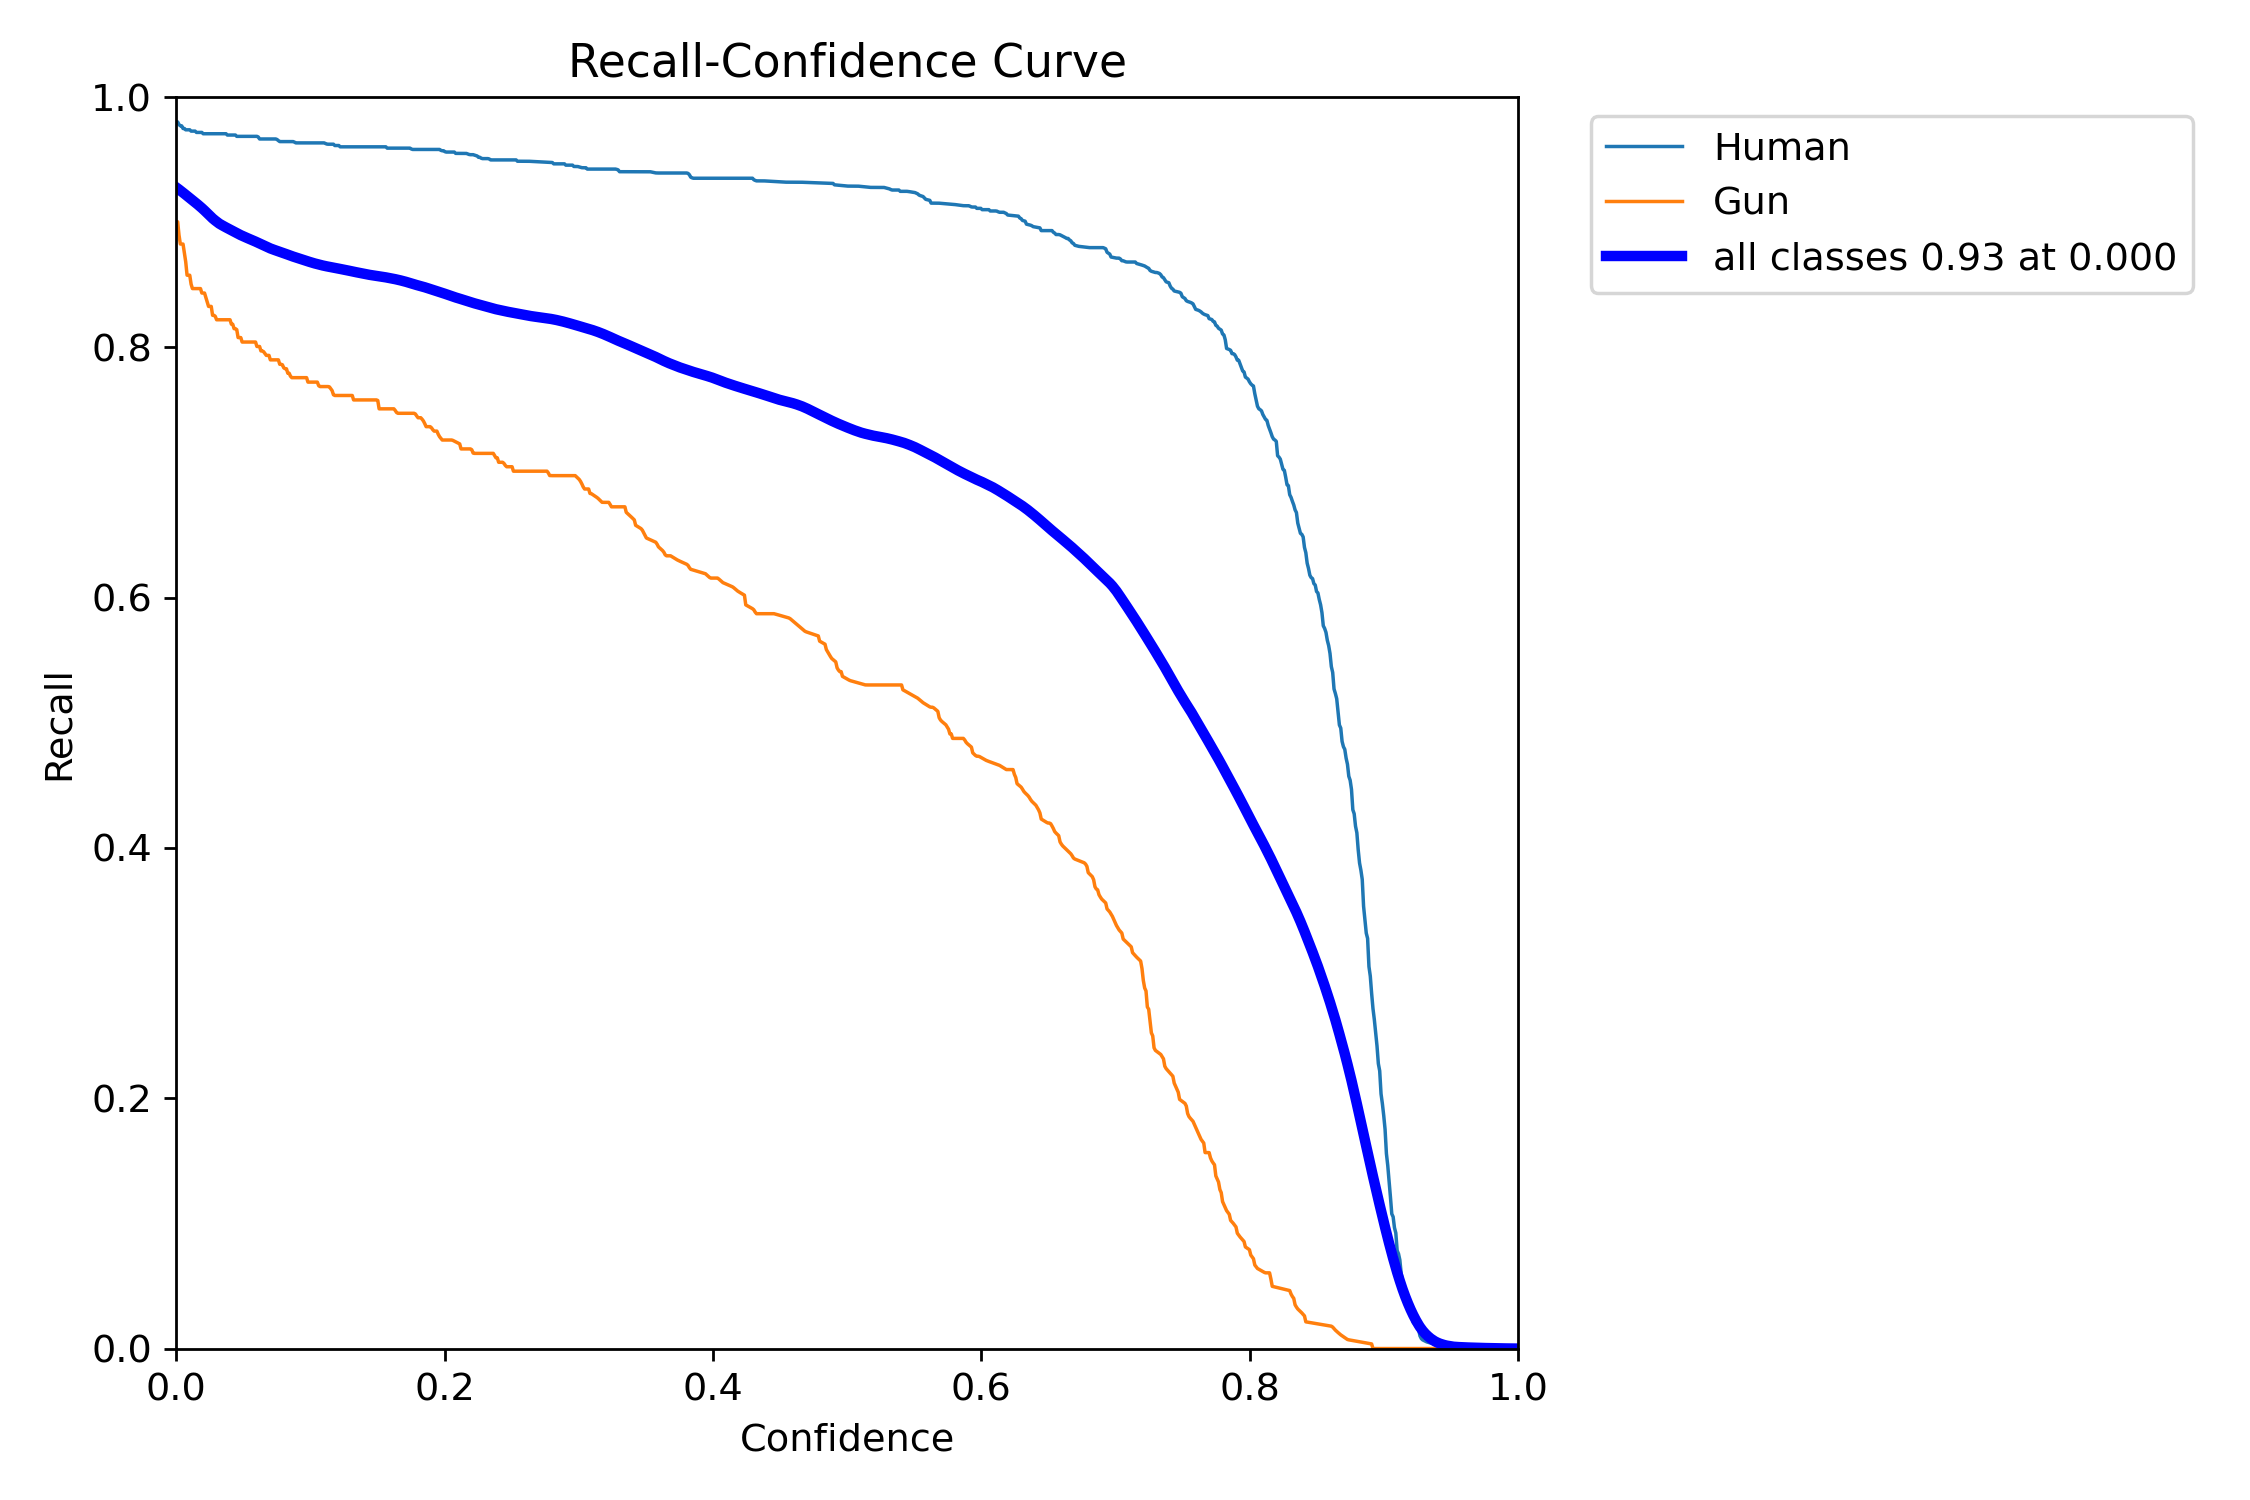 Recall-Confidence Curve
1.0
0.8
0.6
0.4
0.2
0.0
Recall
0.0 0.2 0.4 0.6 0.8 1.0
Confidence
Human
Gun
all classes 0.93 at 0.000